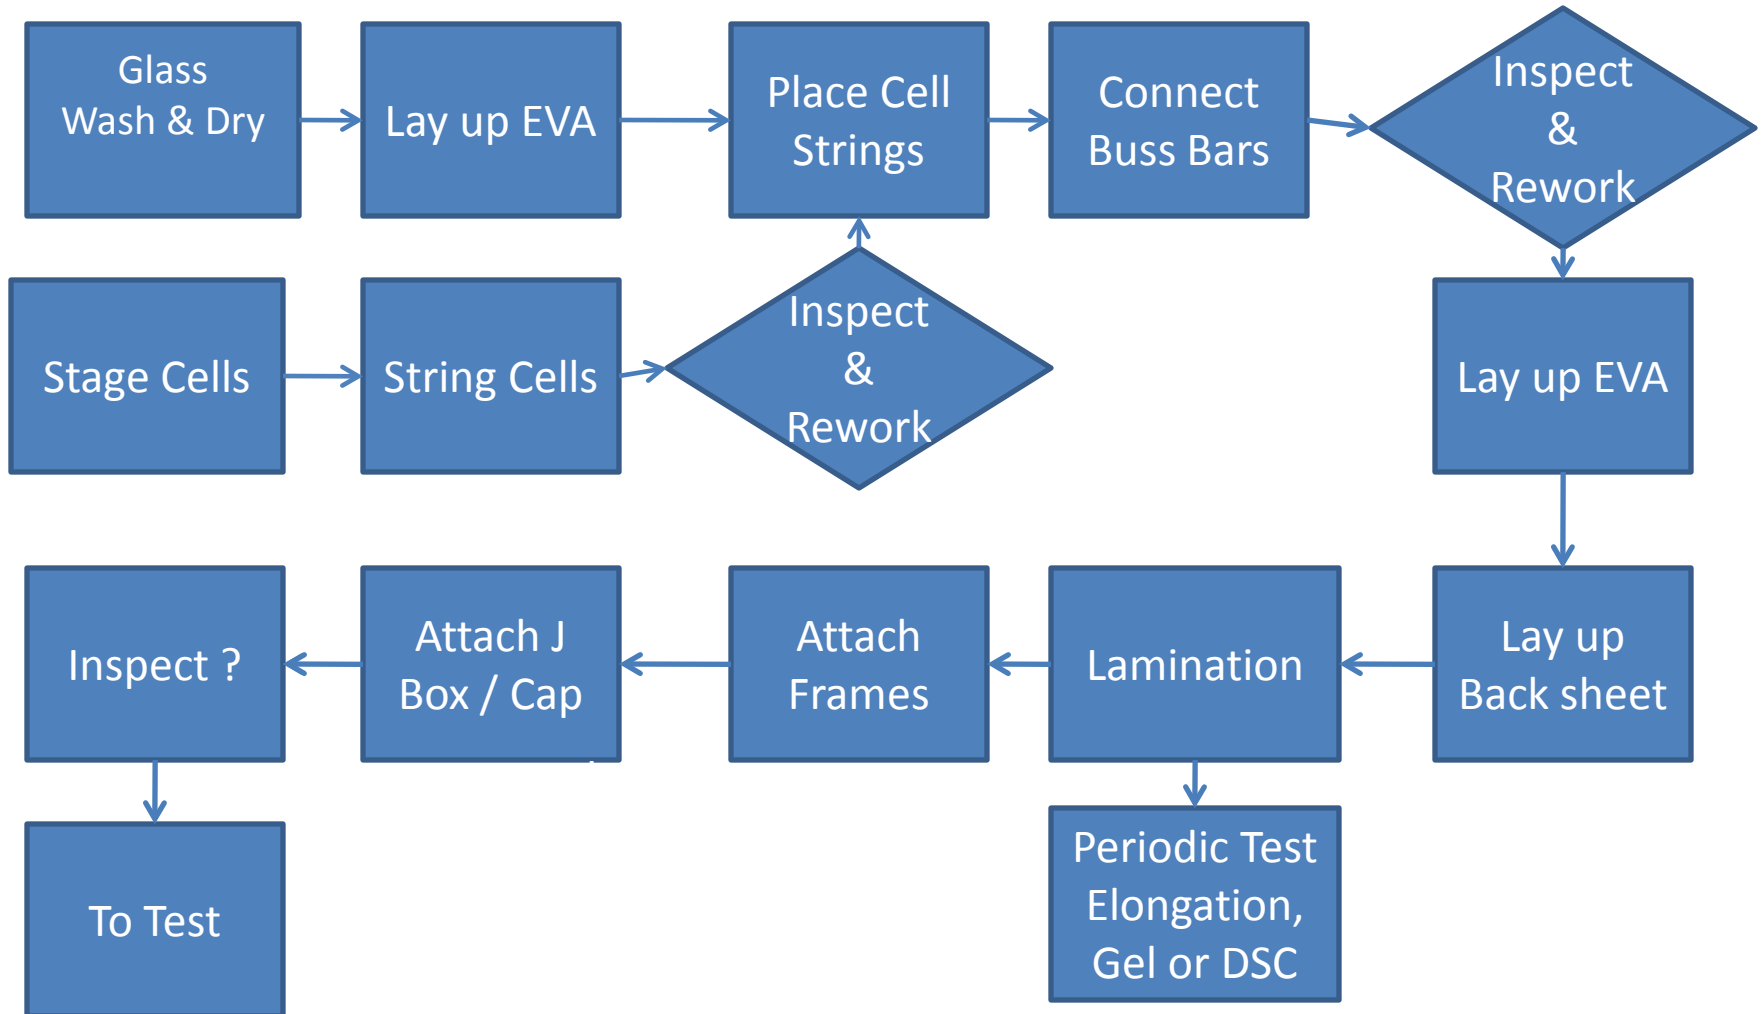 Glass
Wash & Dry
Lay up EVA
Place Cell
Strings
Connect
Buss Bars
Inspect
&
Rework
Stage Cells
String Cells
Inspect
&
Rework
Lay up EVA
Inspect ?
Attach J
Box / Cap
Attach
Frames
Lamination
Lay up
Back sheet
To Test
Periodic Test
Elongation,
Gel or DSC